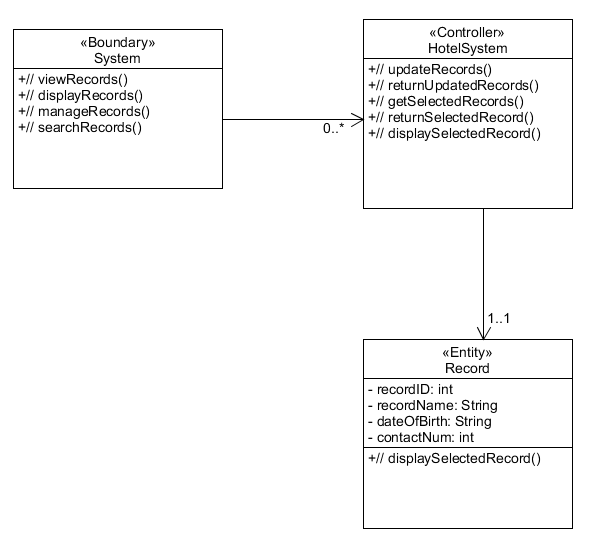 «Boundary»
System
+// viewRecords()
+// displayRecords()
+// manageRecords()
+// searchRecords()
0..*
«Controller»
HotelSystem
+// updateRecords()
+// returnUpdatedRecords()
+// getSelectedRecords()
+// returnSelectedRecord()
+// displaySelectedRecord()
1..1
«Entity»
Record
- recordID: int
- recordName: String
- dateOfBirth: String
- contactNum: int
+// displaySelectedRecord()